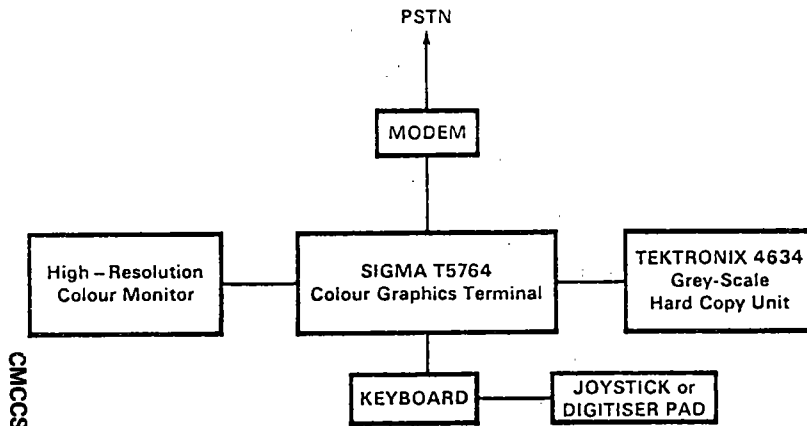 PSTN
MODEM
High–Resolution
Colour Monitor
SIGMA T5764
Colour Graphics Terminal
TEKTRONIX 4634
Grey-Scale
Hard Copy Unit
KEYBOARD
JOYSTICK or
DIGITISER PAD
CMCCS